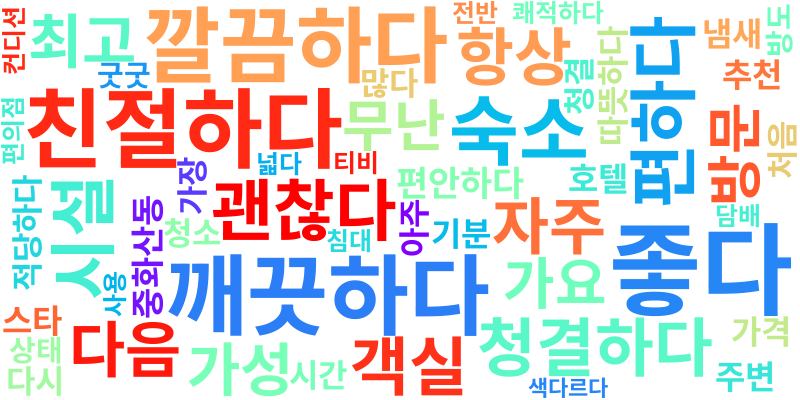 컨디션
최고
깔끔하다
전반
쾌적하다
항상
냄새
방도
굿굿
많다
청결
따뜻하다
편하다
추천
편의점
친절하다
무난
숙소
방문
처음
넓다
티비
가장
편안하다
호텔
적당하다
시설
중화산동
청소
괜찮다
침대
아주
기분
자주
담배
좋다
사용
깨끗하다
가요
스타
상태
다시
다음
가성
시간
객실
청결하다
색다르다
가격
주변